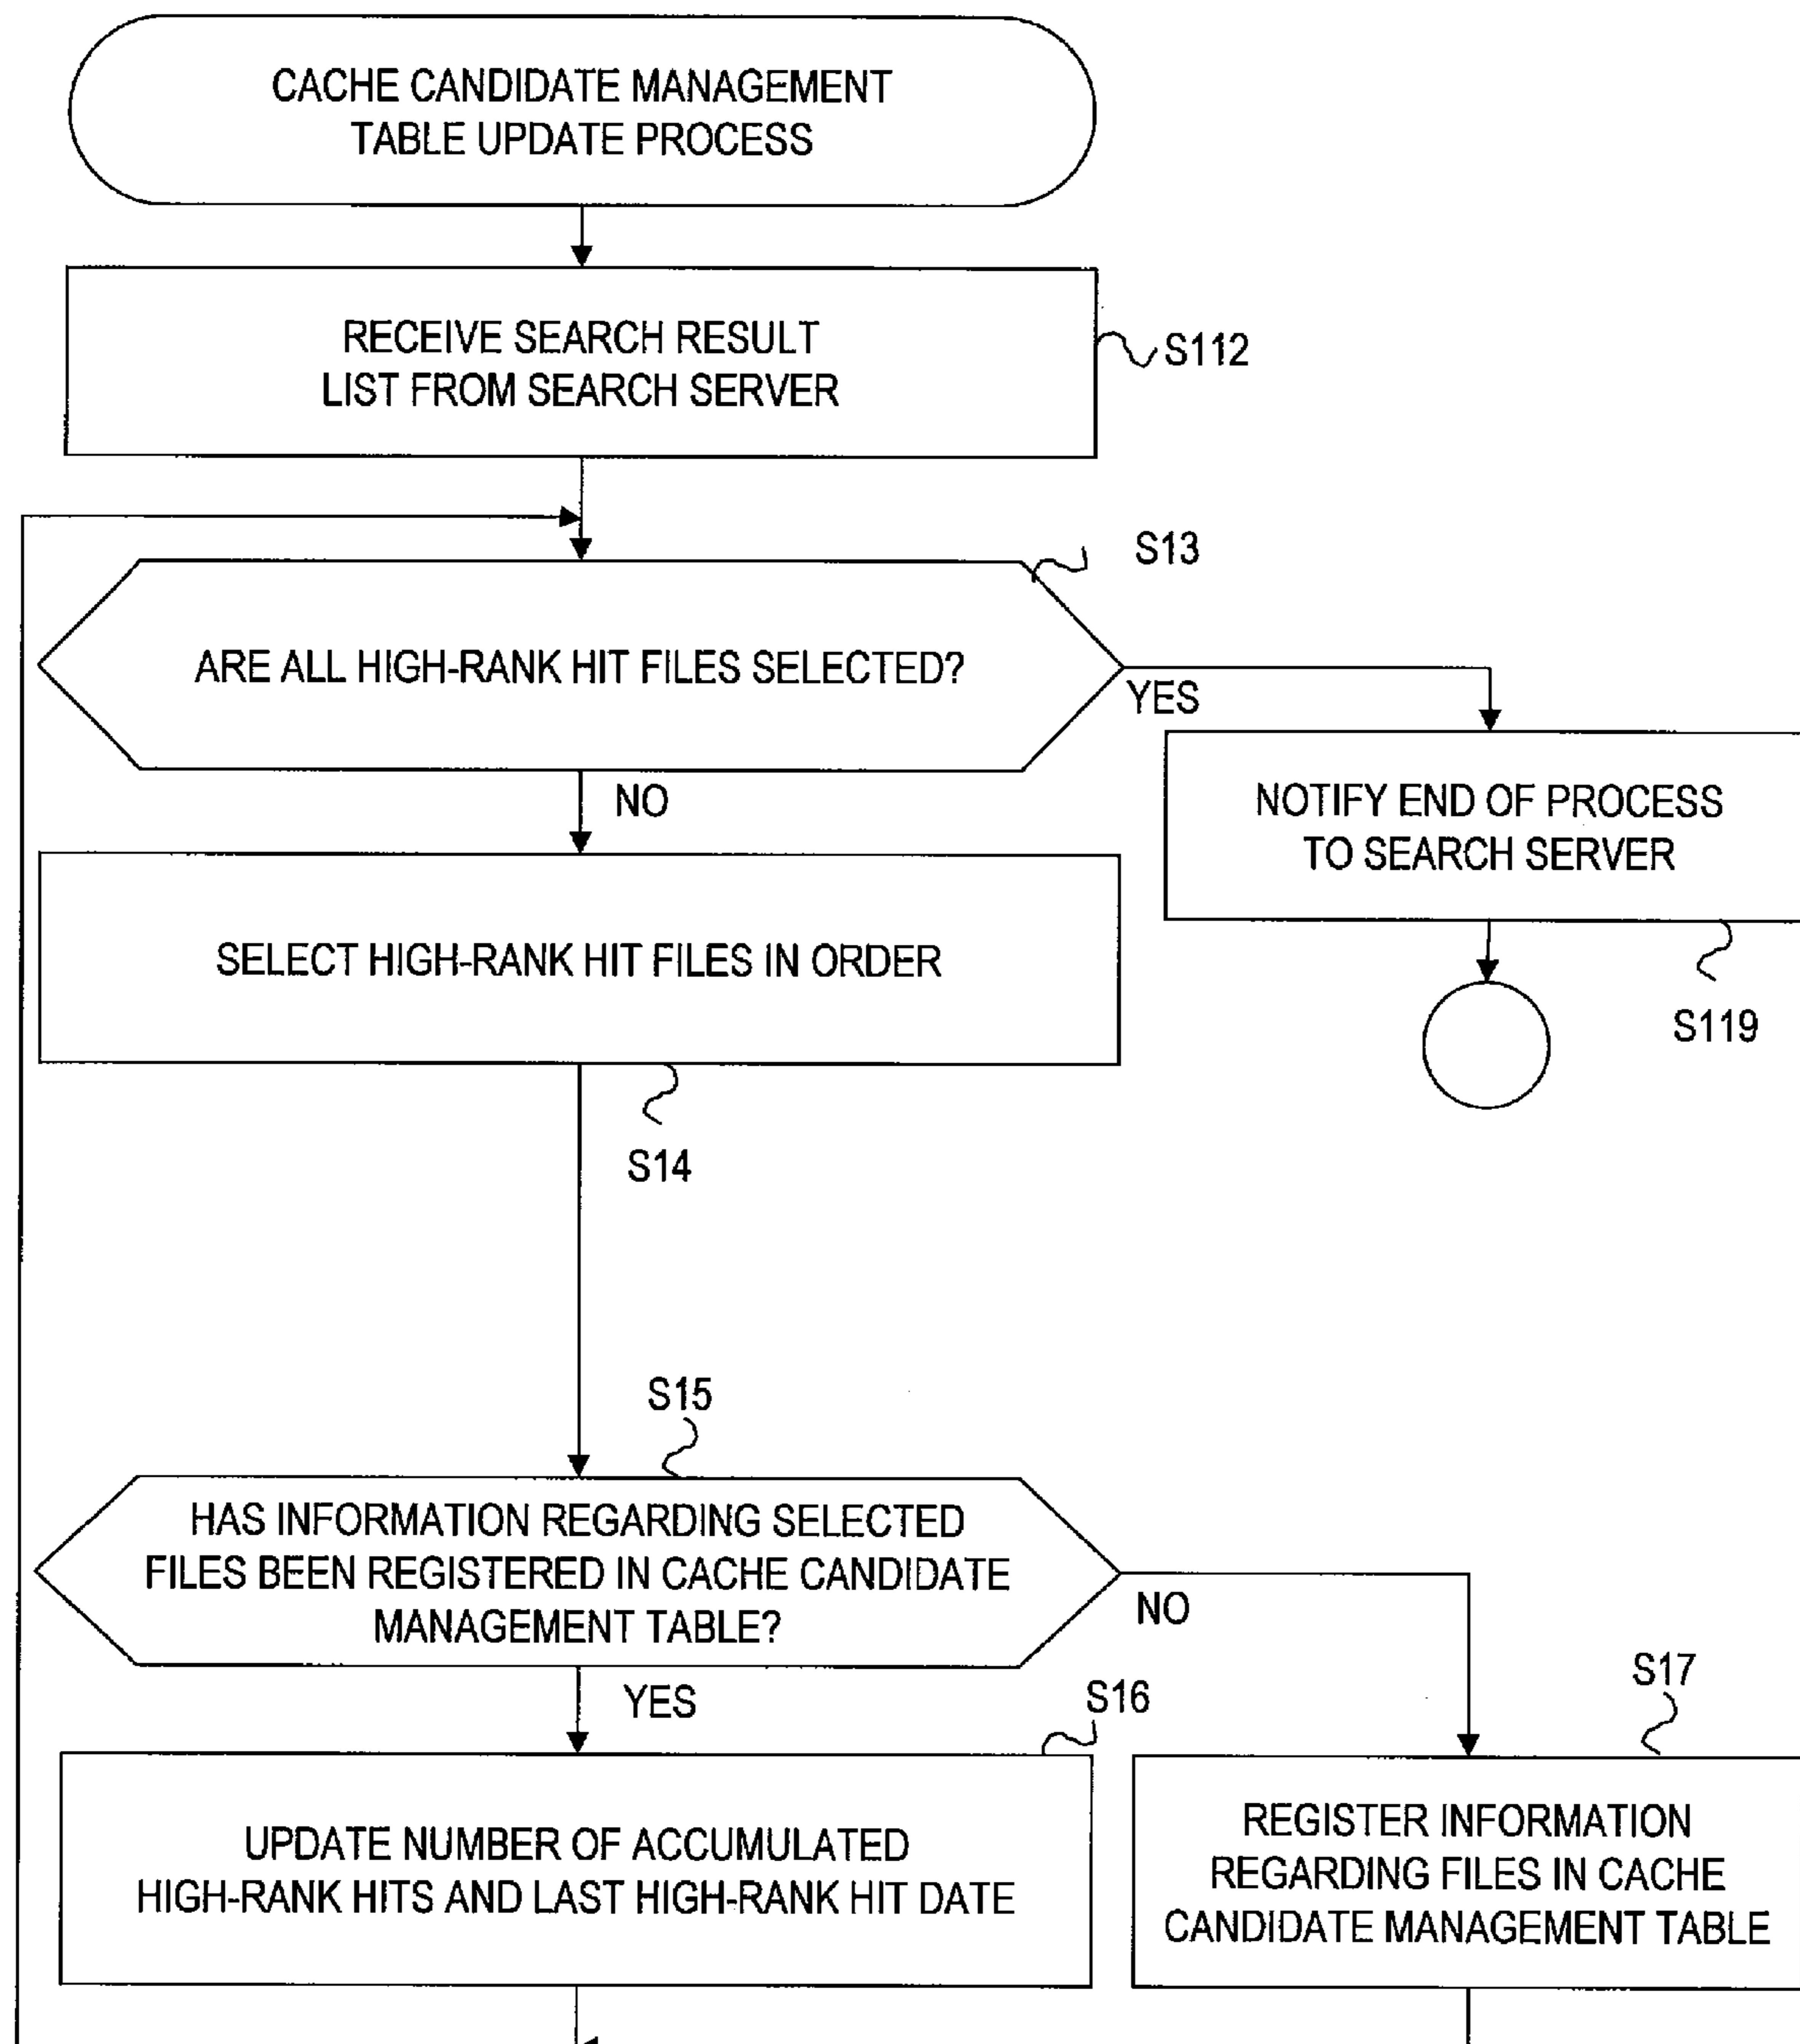 CACHE CANDIDATE MANAGEMENT
TABLE UPDATE PROCESS
RECEIVE SEARCH RESULT
LIST FROM SEARCH SERVER
S112
S13
ARE ALL HIGH-RANK HIT FILES SELECTED?
YES
NO
NOTIFY END OF PROCESS
TO SEARCH SERVER
S119
SELECT HIGH-RANK HIT FILES IN ORDER
S14
S15
HAS INFORMATION REGARDING SELECTED
FILES BEEN REGISTERED IN CACHE CANDIDATE
MANAGEMENT TABLE?
NO
YES
S16
S17
UPDATE NUMBER OF ACCUMULATED
HIGH-RANK HITS AND LAST HIGH-RANK HIT DATE
REGISTER INFORMATION
REGARDING FILES IN CACHE
CANDIDATE MANAGEMENT TABLE